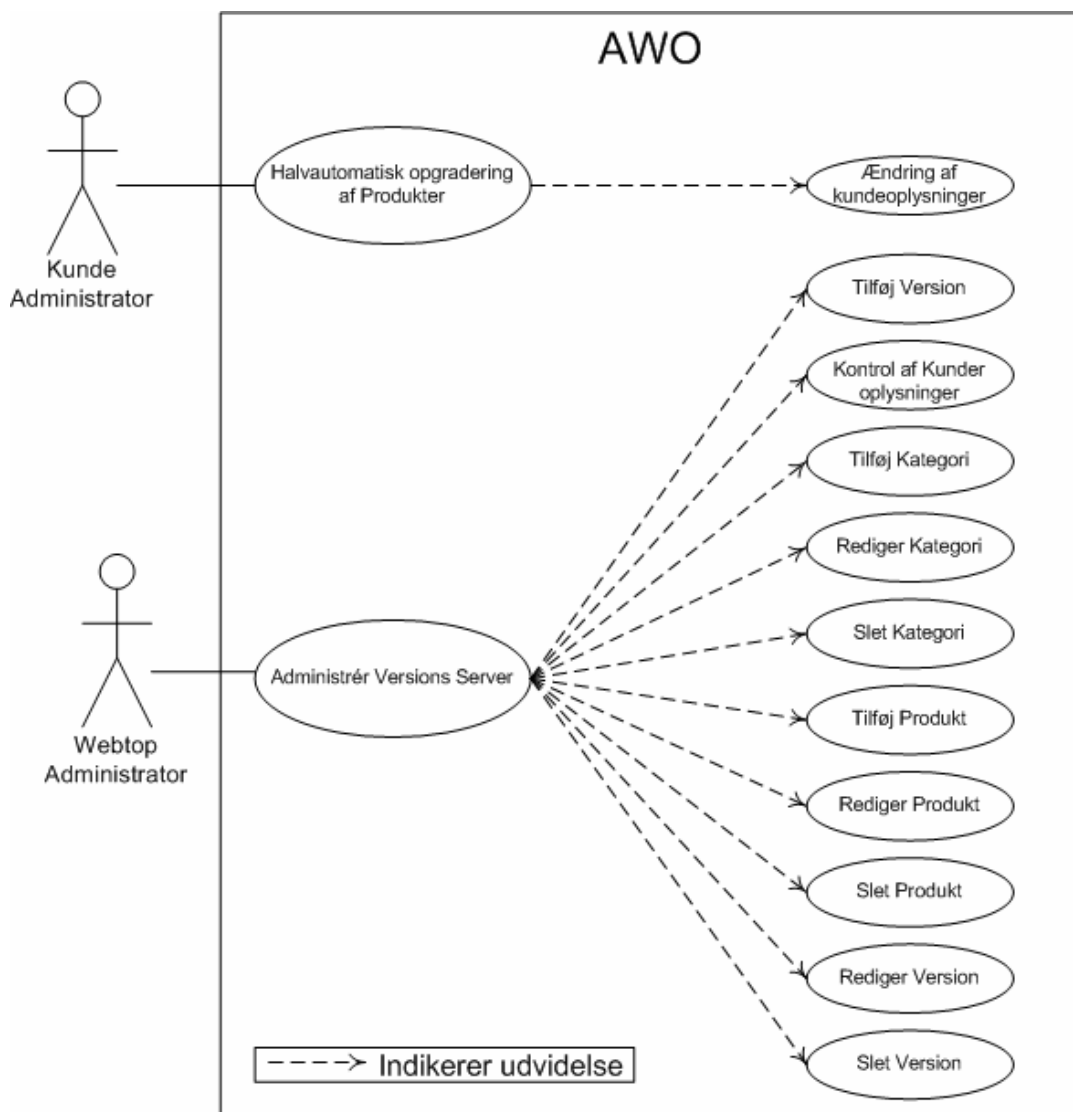 AWO
Halvautomatisk opgradering
af Produkter
Ændring af
kundeoplysninger
Kunde
Administrator
Tilføj Version
Kontrol af Kunder
oplysninger
Tilføj Kategori
Rediger Kategori
Slet Kategori
Administrér Versions Server
Tilføj Produkt
Webtop
Administrator
Rediger Produkt
Slet Produkt
Rediger Version
Slet Version
Indikerer udvidelse